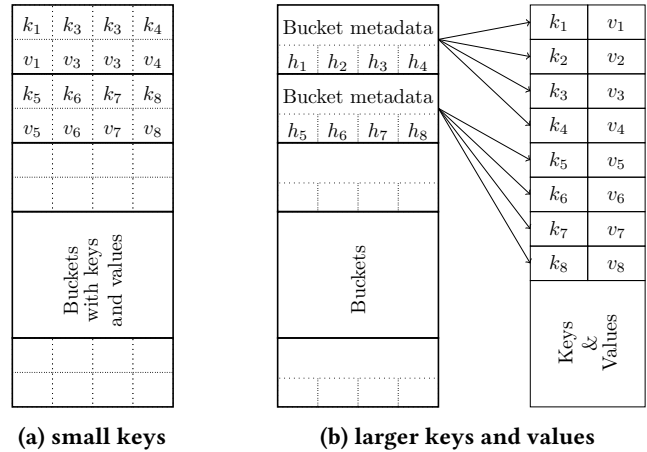 k1 k3 k3 k4
v1 v3 v3 v4
k5 k6 k7 k8
v5 v6 v7 v8
Buckets
with keys
and values
(a) small keys
Bucket metadata
h1 h2 h3 h4
Bucket metadata
h5 h6 h7 h8
Buckets
k1 v1
k2 v2
k3 v3
k4 v4
k5 v5
k6 v6
k7 v7
k8 v8
Keys
&
Values
(b) larger keys and values